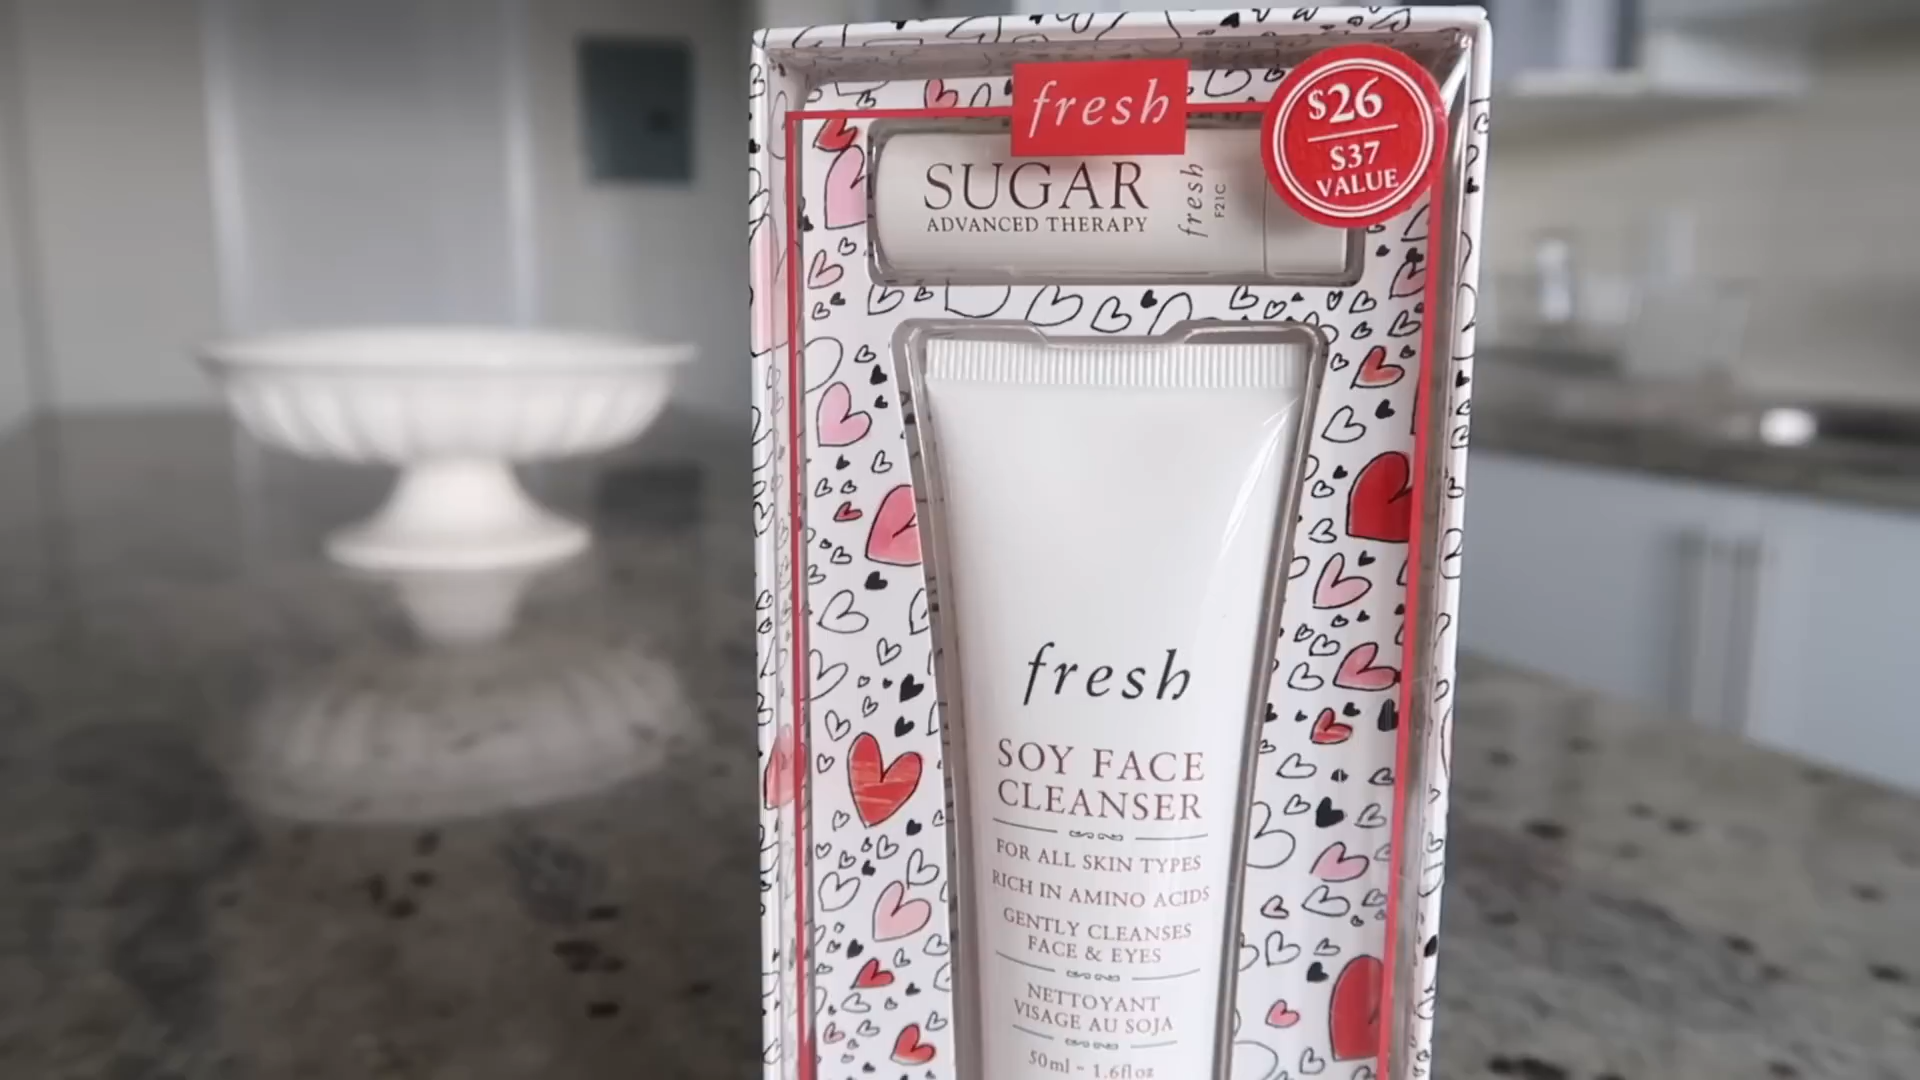 fresh
$26
$37
VALUE
SUGAR
ADVANCED THERAPY
fresh
F21C
fresh
SOY FACE
CLEANSER
FOR ALL SKIN TYPES
RICH IN AMINO ACIDS
GENTLY CLEANSES
FACE & EYES
NETTOYANT
VISAGE AU SOJA
50ml - 1.6fl oz